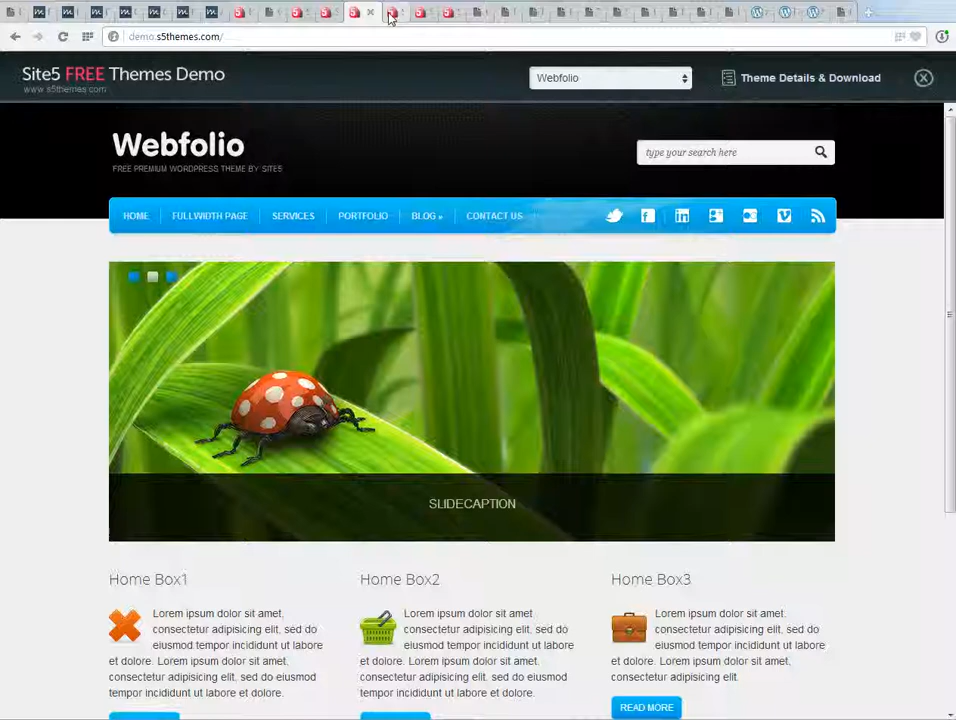 demo.s5themes.com/
Site5 FREE Themes Demo
www.s5themes.com
Webfolio
Theme Details & Download
Webfolio
FREE PREMIUM WORDPRESS THEME BY SITE5
type your search here
HOME
FULLWIDTH PAGE
SERVICES
PORTFOLIO
BLOG »
CONTACT US
SLIDECAPTION
Home Box1
Lorem ipsum dolor sit amet,
consectetur adipisicing elit, sed do
eiusmod tempor incididunt ut labore
et dolore. Lorem ipsum dolor sit amet,
consectetur adipisicing elit, sed do eiusmod
tempor incididunt ut labore et dolore.
Home Box2
Lorem ipsum dolor sit amet,
consectetur adipisicing elit, sed do
eiusmod tempor incididunt ut labore
et dolore. Lorem ipsum dolor sit amet,
consectetur adipisicing elit, sed do eiusmod
tempor incididunt ut labore et dolore.
Home Box3
Lorem ipsum dolor sit amet,
consectetur adipisicing elit, sed do
eiusmod tempor incididunt ut labore
et dolore. Lorem ipsum dolor sit amet,
consectetur adipisicing elit.
READ MORE